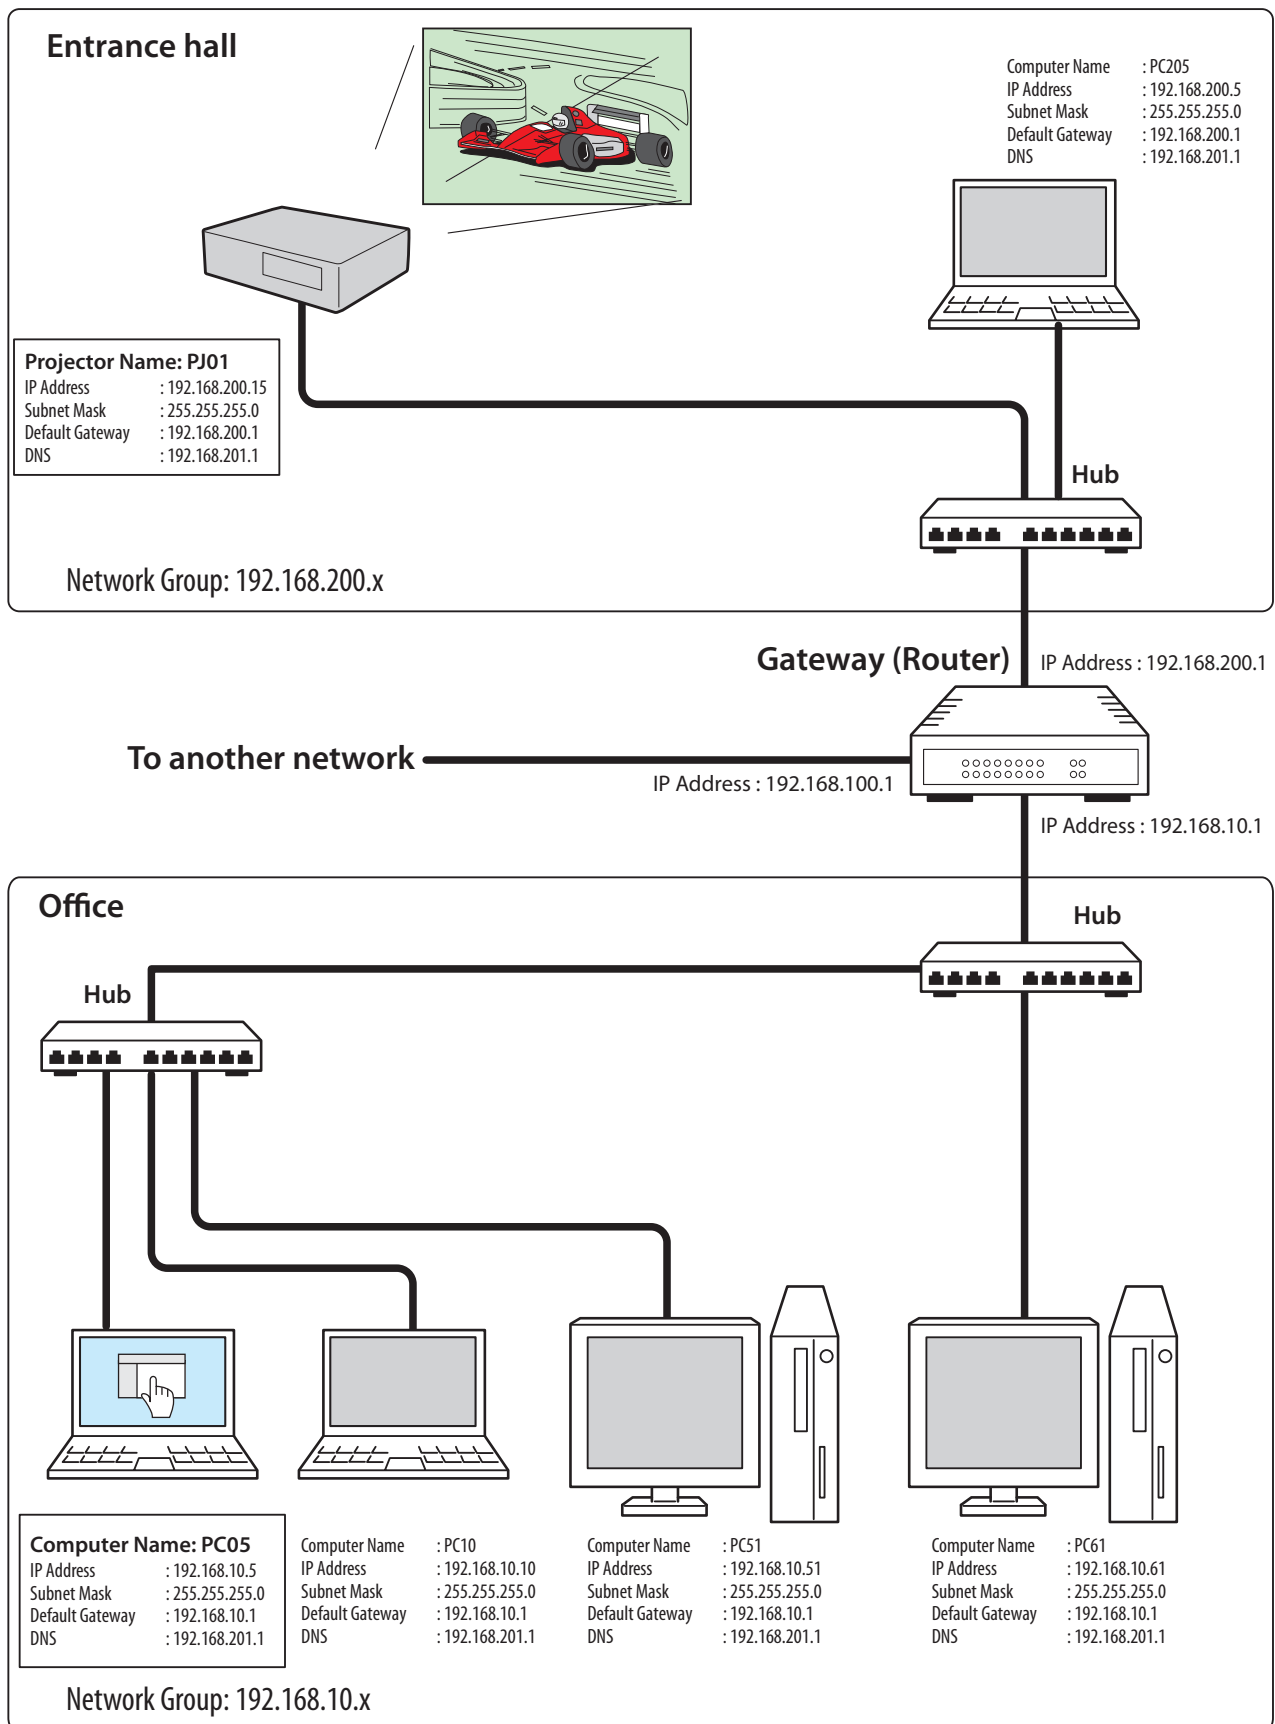 Entrance hall
Computer Name : PC205
IP Address : 192.168.200.5
Subnet Mask : 255.255.255.0
Default Gateway : 192.168.200.1
DNS : 192.168.201.1
Projector Name: PJ01
IP Address : 192.168.200.15
Subnet Mask : 255.255.255.0
Default Gateway : 192.168.200.1
DNS : 192.168.201.1
Hub
Network Group: 192.168.200.x
Gateway (Router)
IP Address : 192.168.200.1
To another network
IP Address : 192.168.100.1
IP Address : 192.168.10.1
Office
Hub
Hub
Computer Name: PC05
IP Address : 192.168.10.5
Subnet Mask : 255.255.255.0
Default Gateway : 192.168.10.1
DNS : 192.168.201.1
Computer Name : PC10
IP Address : 192.168.10.10
Subnet Mask : 255.255.255.0
Default Gateway : 192.168.10.1
DNS : 192.168.201.1
Computer Name : PC51
IP Address : 192.168.10.51
Subnet Mask : 255.255.255.0
Default Gateway : 192.168.10.1
DNS : 192.168.201.1
Computer Name : PC61
IP Address : 192.168.10.61
Subnet Mask : 255.255.255.0
Default Gateway : 192.168.10.1
DNS : 192.168.201.1
Network Group: 192.168.10.x